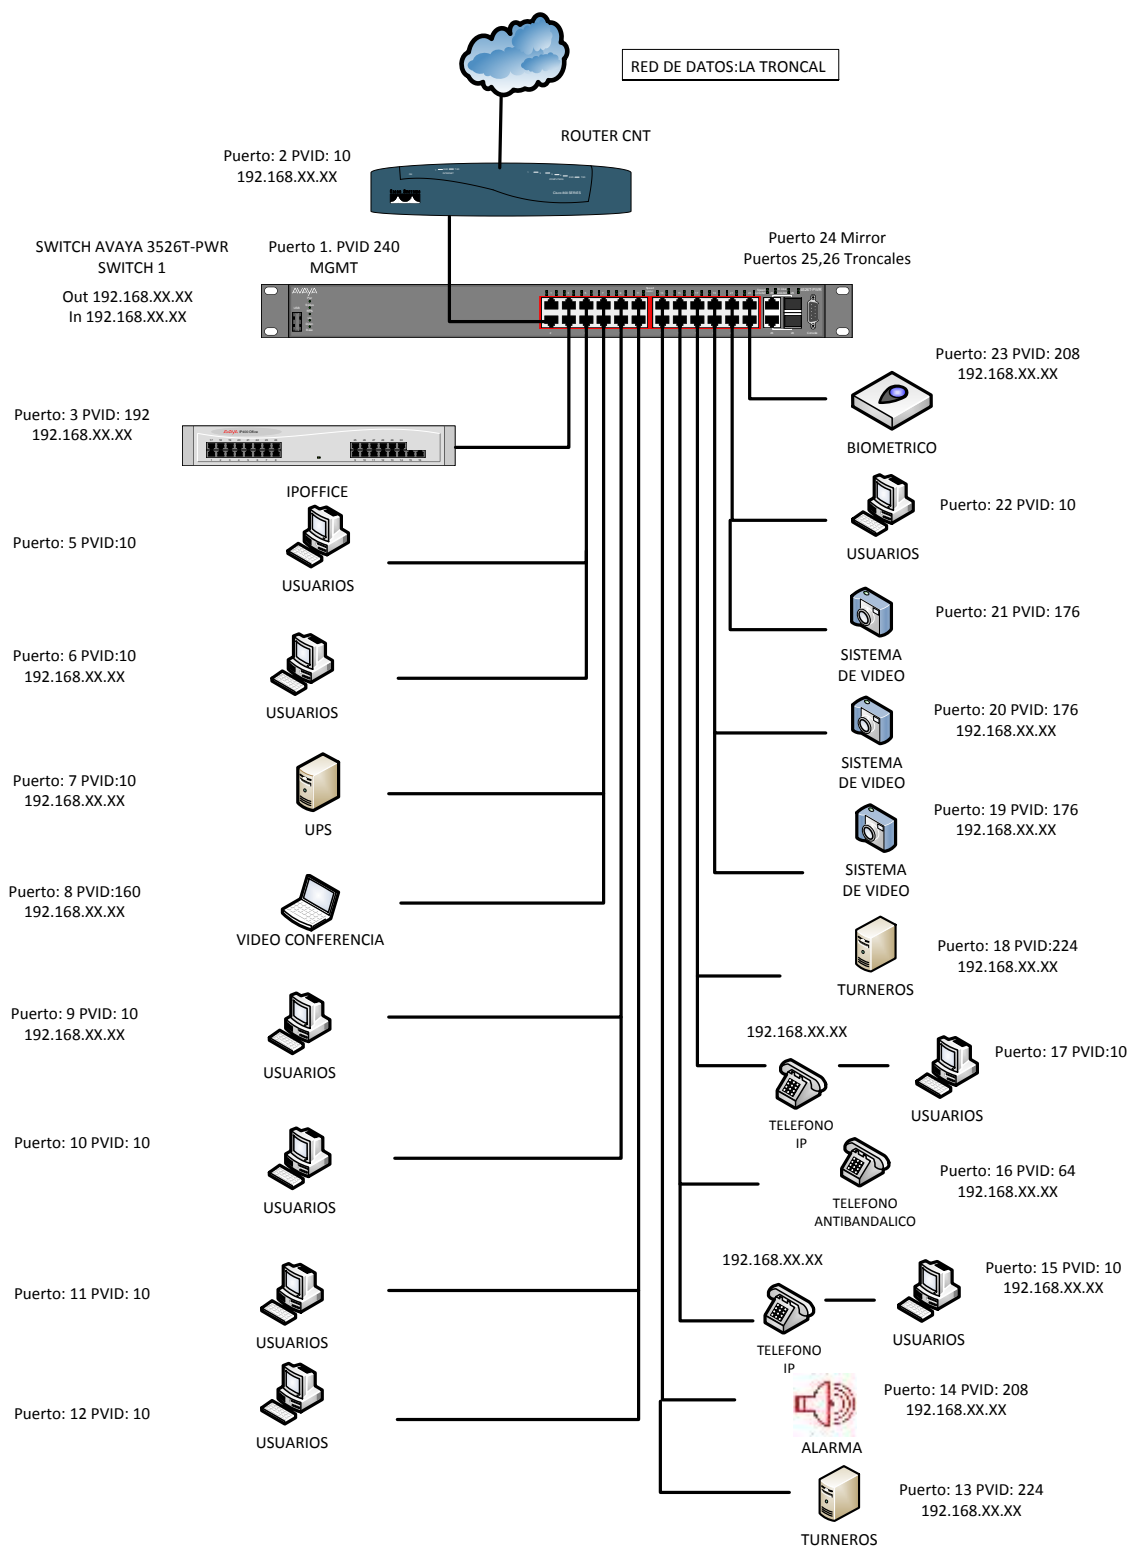 RED DE DATOS:LA TRONCAL
ROUTER CNT
Puerto: 2 PVID: 10
192.168.XX.XX
SWITCH AVAYA 3526T-PWR
SWITCH 1
Out 192.168.XX.XX
In 192.168.XX.XX
Puerto 1. PVID 240
MGMT
Puerto 24 Mirror
Puertos 25,26 Troncales
AVAYA
Puerto: 3 PVID: 192
192.168.XX.XX
IPOFFICE
Puerto: 5 PVID:10
USUARIOS
Puerto: 6 PVID:10
192.168.XX.XX
USUARIOS
Puerto: 7 PVID:10
192.168.XX.XX
UPS
Puerto: 8 PVID:160
192.168.XX.XX
VIDEO CONFERENCIA
Puerto: 9 PVID: 10
192.168.XX.XX
USUARIOS
Puerto: 10 PVID: 10
USUARIOS
Puerto: 11 PVID: 10
USUARIOS
Puerto: 12 PVID: 10
USUARIOS
Puerto: 23 PVID: 208
192.168.XX.XX
BIOMETRICO
Puerto: 22 PVID: 10
USUARIOS
Puerto: 21 PVID: 176
SISTEMA
DE VIDEO
Puerto: 20 PVID: 176
192.168.XX.XX
SISTEMA
DE VIDEO
Puerto: 19 PVID: 176
192.168.XX.XX
SISTEMA
DE VIDEO
Puerto: 18 PVID:224
192.168.XX.XX
TURNEROS
192.168.XX.XX
Puerto: 17 PVID:10
TELEFONO
IP
USUARIOS
Puerto: 16 PVID: 64
192.168.XX.XX
TELEFONO
ANTIBANDALICO
192.168.XX.XX
Puerto: 15 PVID: 10
192.168.XX.XX
TELEFONO
IP
USUARIOS
Puerto: 14 PVID: 208
192.168.XX.XX
ALARMA
Puerto: 13 PVID: 224
192.168.XX.XX
TURNEROS